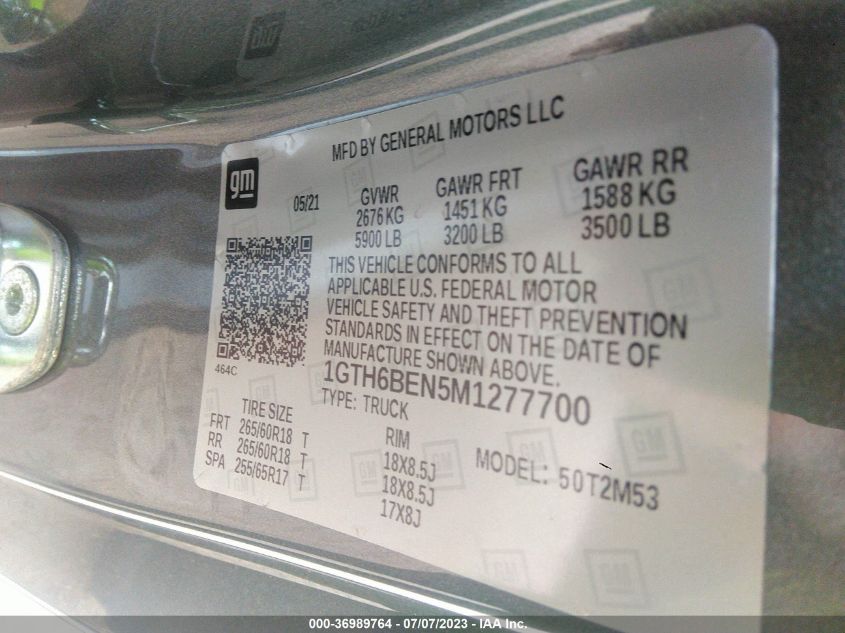 MFD BY GENERAL MOTORS LLC
gm
05/21
GVWR GAWR FRT GAWR RR
2676 KG 1451 KG 1588 KG
5900 LB 3200 LB 3500 LB
THIS VEHICLE CONFORMS TO ALL
APPLICABLE U.S. FEDERAL MOTOR
VEHICLE SAFETY AND THEFT PREVENTION
STANDARDS IN EFFECT ON THE DATE OF
MANUFACTURE SHOWN ABOVE.
464C
1GTH6BEN5M1277700
TYPE: TRUCK
TIRE SIZE RIM
FRT 265/60R18 T 18X8.5J
RR 265/60R18 T 18X8.5J
SPA 255/65R17 T 17X8J
MODEL: 50T2M53
000-36989764 - 07/07/2023 - IAA Inc.